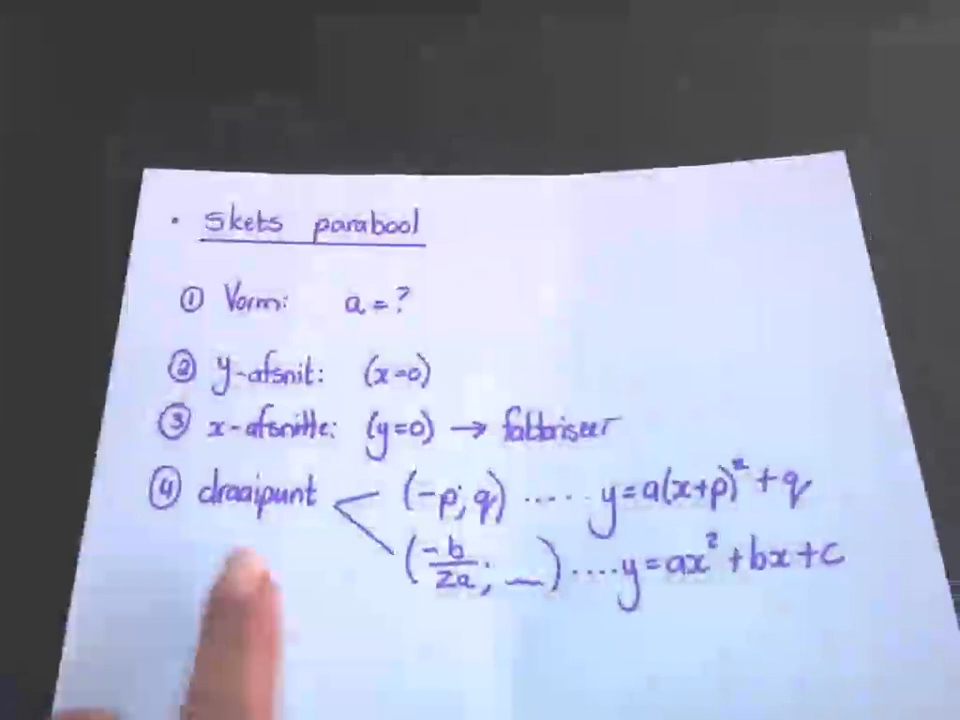 · Skets parabool
① Vorm: a = ?
② y-afsnit: (x=0)
③ x-afsnitte: (y=0) → faktoriseer
④ draaipunt < (-p; q) ..... y = a(x+p)² + q
(-b/2a; __) .... y = ax² + bx + c